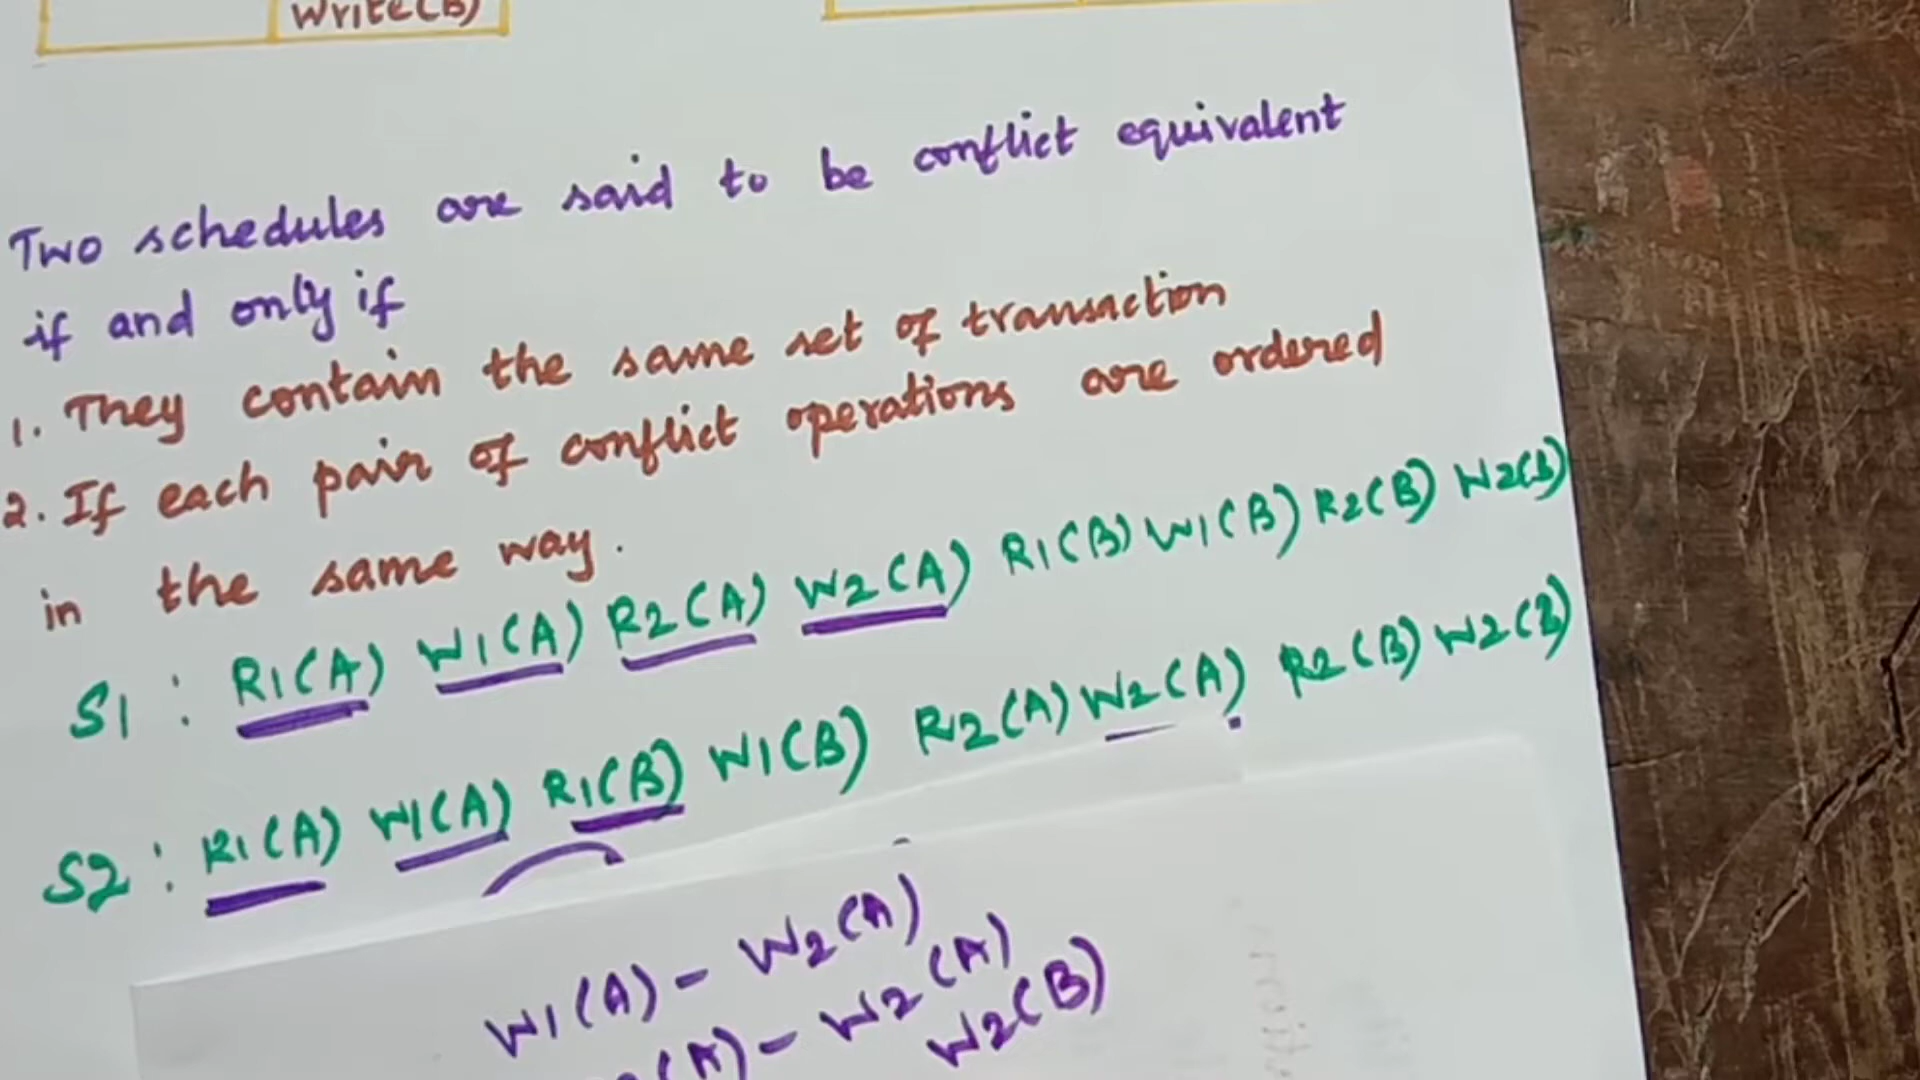 Write(B)
Two schedules are said to be conflict equivalent
if and only if
1. They contain the same set of transaction
2. If each pair of conflict operations are ordered
in the same way.
S1 : R1(A) W1(A) R2(A) W2(A) R1(B) W1(B) R2(B) W2(B)
S2 : R1(A) W1(A) R1(B) W1(B) R2(A) W2(A) R2(B) W2(B)
W1(A) - W2(A)
(A) - W2(A)
W2(B)